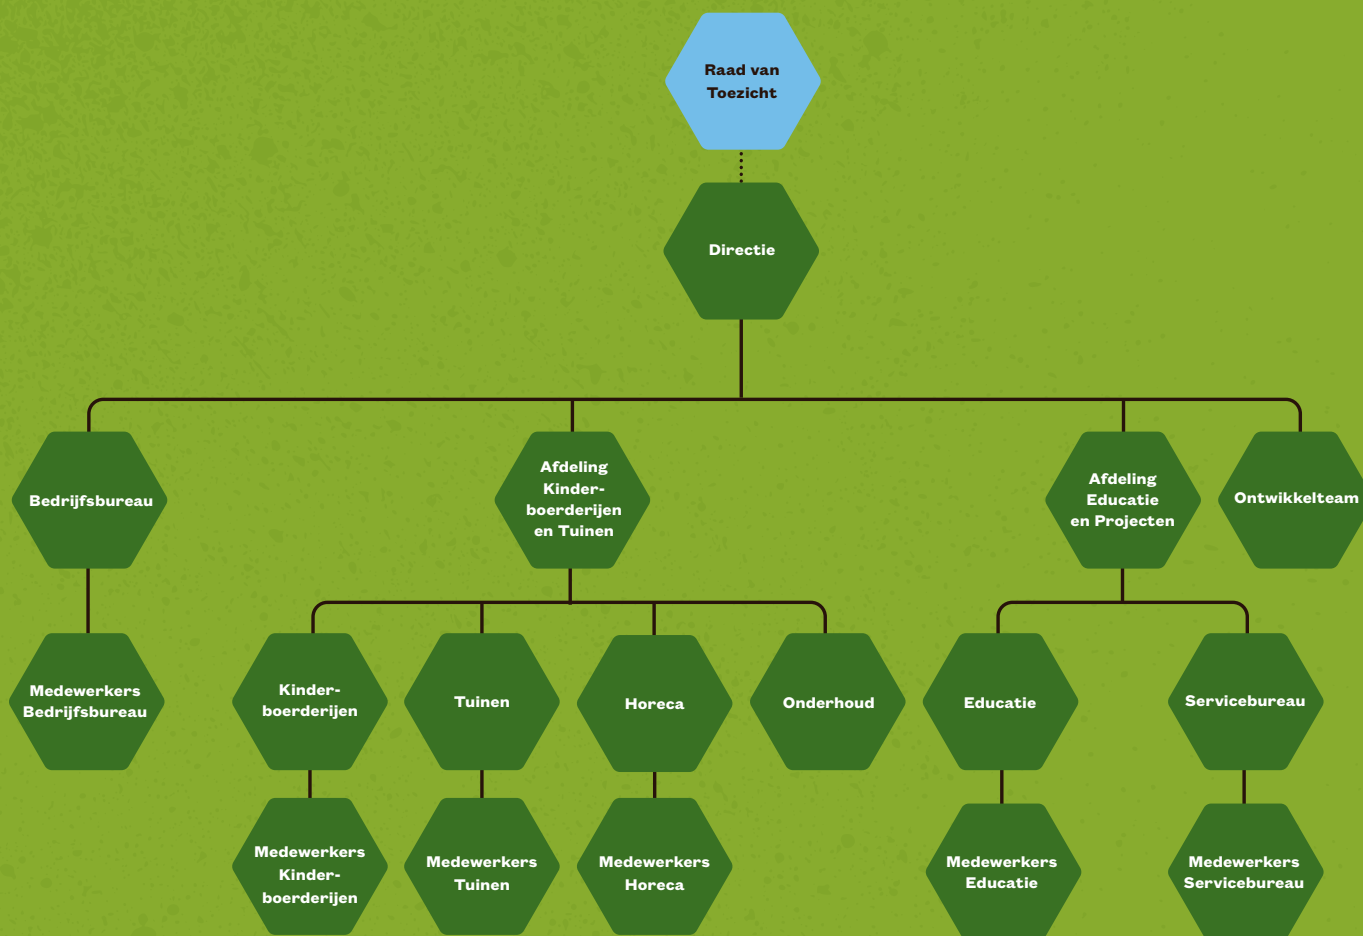 Raad van
Toezicht
Directie
Bedrijfsbureau
Afdeling
Kinder-
boerderijen
en Tuinen
Afdeling
Educatie
en Projecten
Ontwikkelteam
Medewerkers
Bedrijfsbureau
Kinder-
boerderijen
Tuinen
Horeca
Onderhoud
Educatie
Servicebureau
Medewerkers
Kinder-
boerderijen
Medewerkers
Tuinen
Medewerkers
Horeca
Medewerkers
Educatie
Medewerkers
Servicebureau